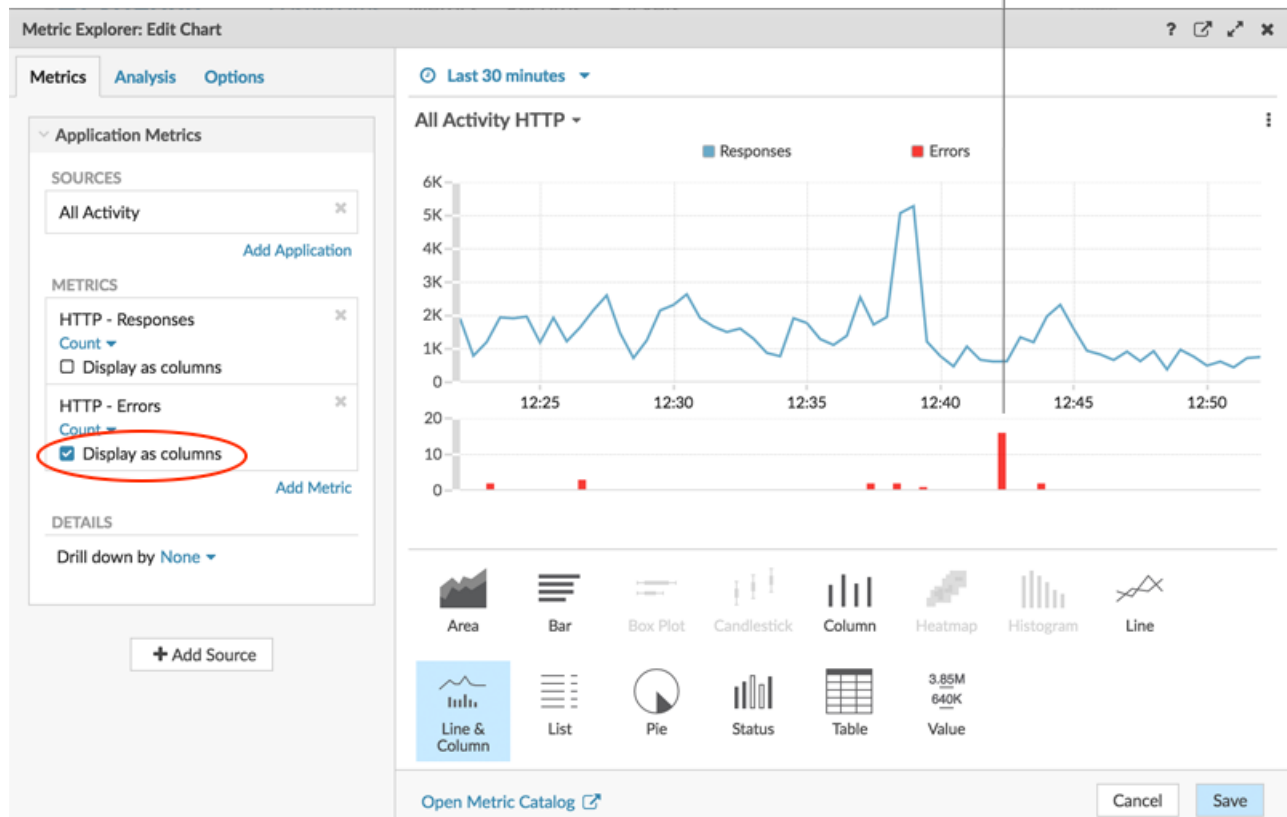 Metric Explorer: Edit Chart
?
Metrics Analysis Options
Application Metrics
SOURCES
All Activity
Add Application
METRICS
HTTP - Responses
Count
Display as columns
HTTP - Errors
Count
Display as columns
Add Metric
DETAILS
Drill down by None
+ Add Source
Last 30 minutes
All Activity HTTP
Responses Errors
6K
5K
4K
3K
2K
1K
0
12:25 12:30 12:35 12:40 12:45 12:50
20
10
0
Area Bar Box Plot Candlestick Column Heatmap Histogram Line
3.85M
640K
Line & Column List Pie Status Table Value
Open Metric Catalog
Cancel Save